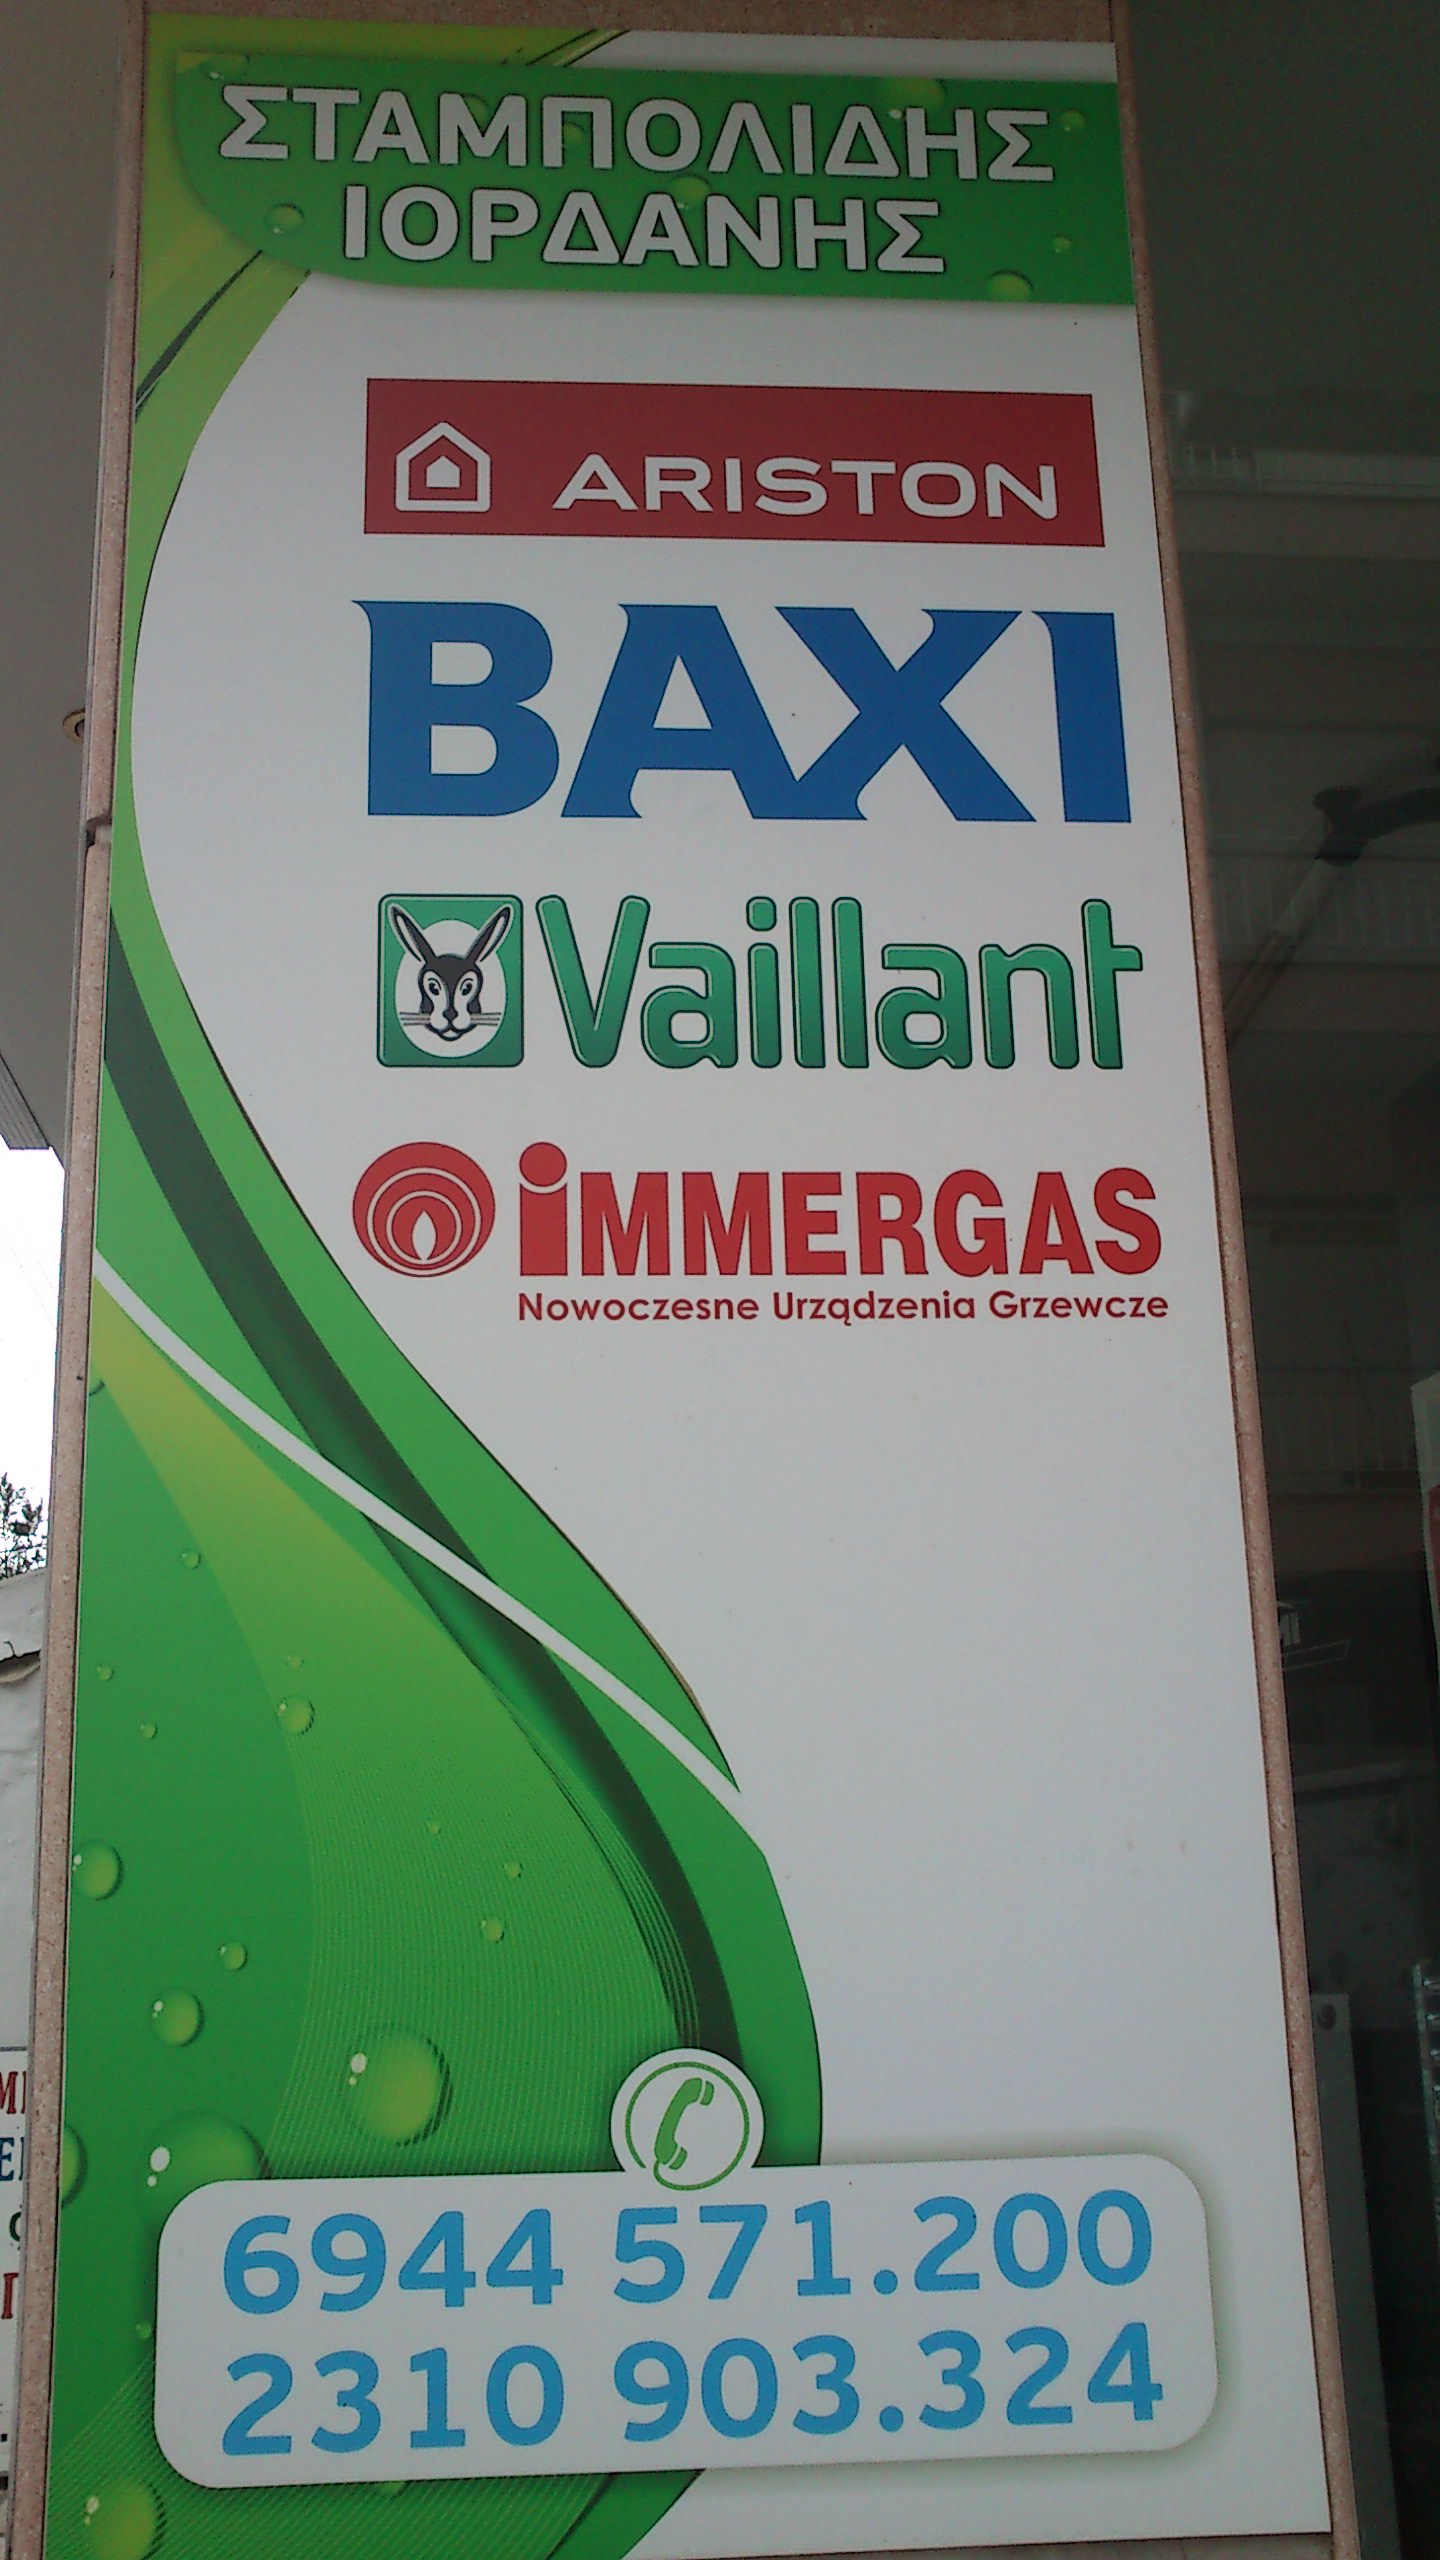 ΣΤΑΜΠΟΛΙΔΗΣ
ΙΟΡΔΑΝΗΣ
ARISTON
BAXI
Vaillant
iMMERGAS
Nowoczesne Urządzenia Grzewcze
6944 571.200
2310 903.324